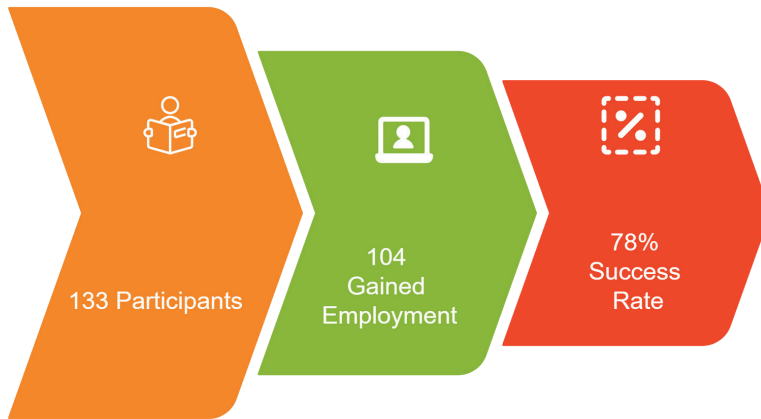 133 Participants
104
Gained
Employment
78%
Success
Rate